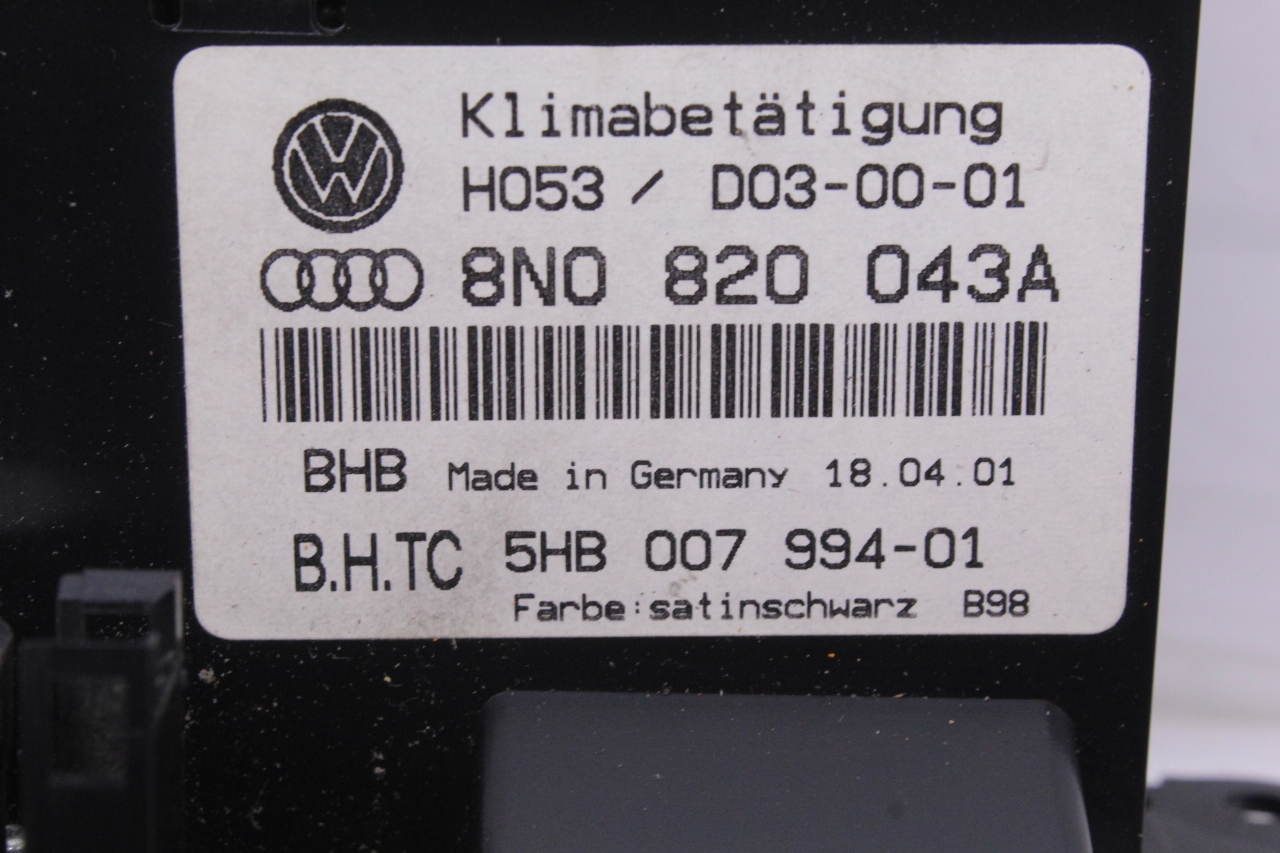 Klimabetätigung
H053 / D03-00-01
8N0 820 043A
BHB Made in Germany 18.04.01
B.H.TC 5HB 007 994-01
Farbe:satinschwarz B98